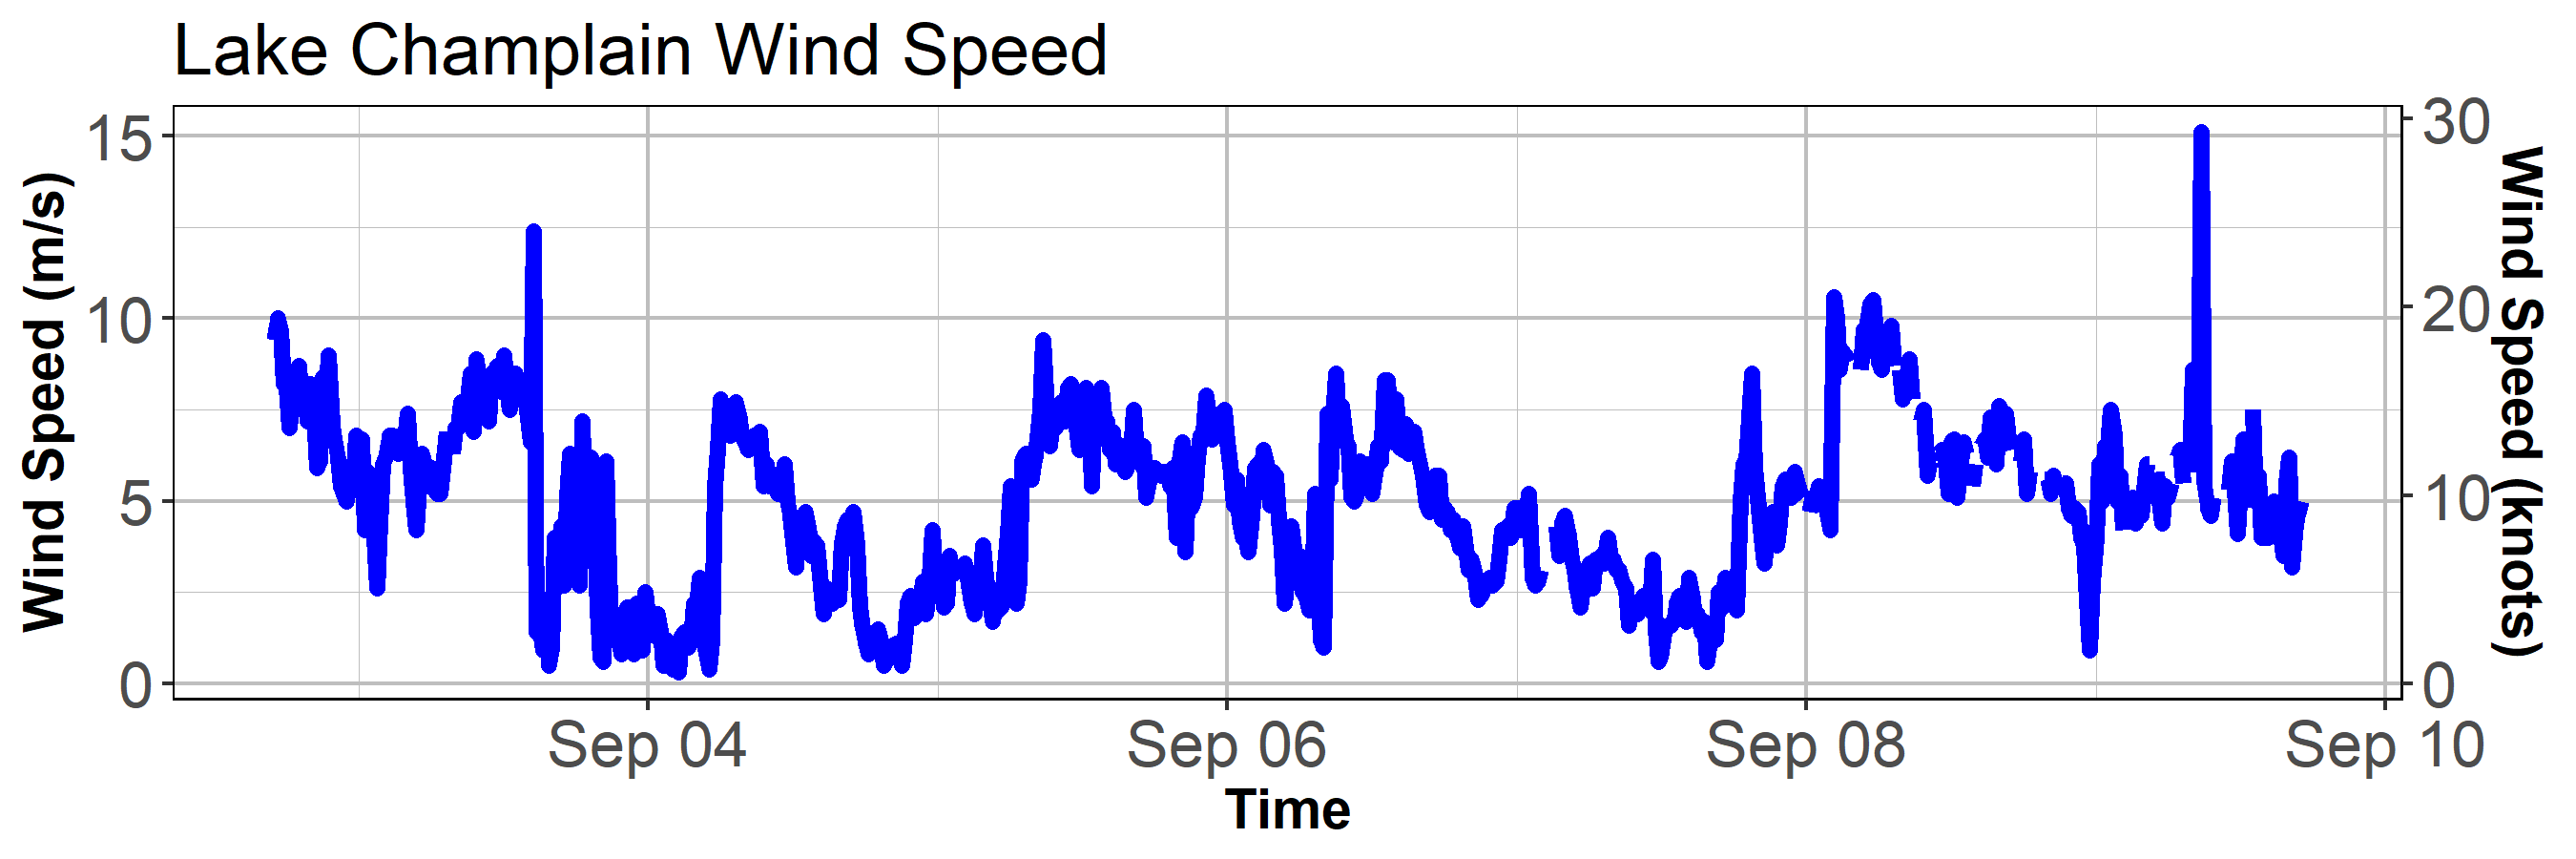 Lake Champlain Wind Speed
Wind Speed (m/s)
15
10
5
0
30
20
10
0
Wind Speed (knots)
Sep 04
Sep 06
Sep 08
Sep 10
Time